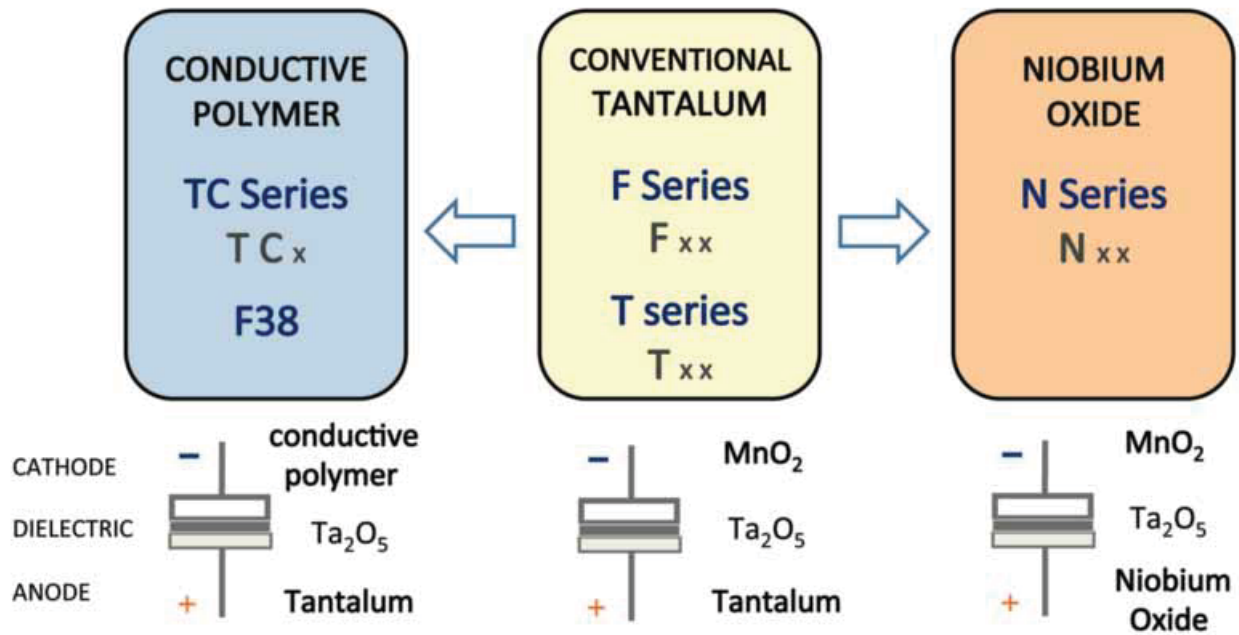 CONDUCTIVE
POLYMER
TC Series
T C x
F38
CONVENTIONAL
TANTALUM
F Series
F x x
T series
T x x
NIOBIUM
OXIDE
N Series
N x x
CATHODE
DIELECTRIC
ANODE
−
conductive
polymer
Ta₂O₅
+
Tantalum
−
MnO₂
Ta₂O₅
+
Tantalum
−
MnO₂
Ta₂O₅
+
Niobium
Oxide